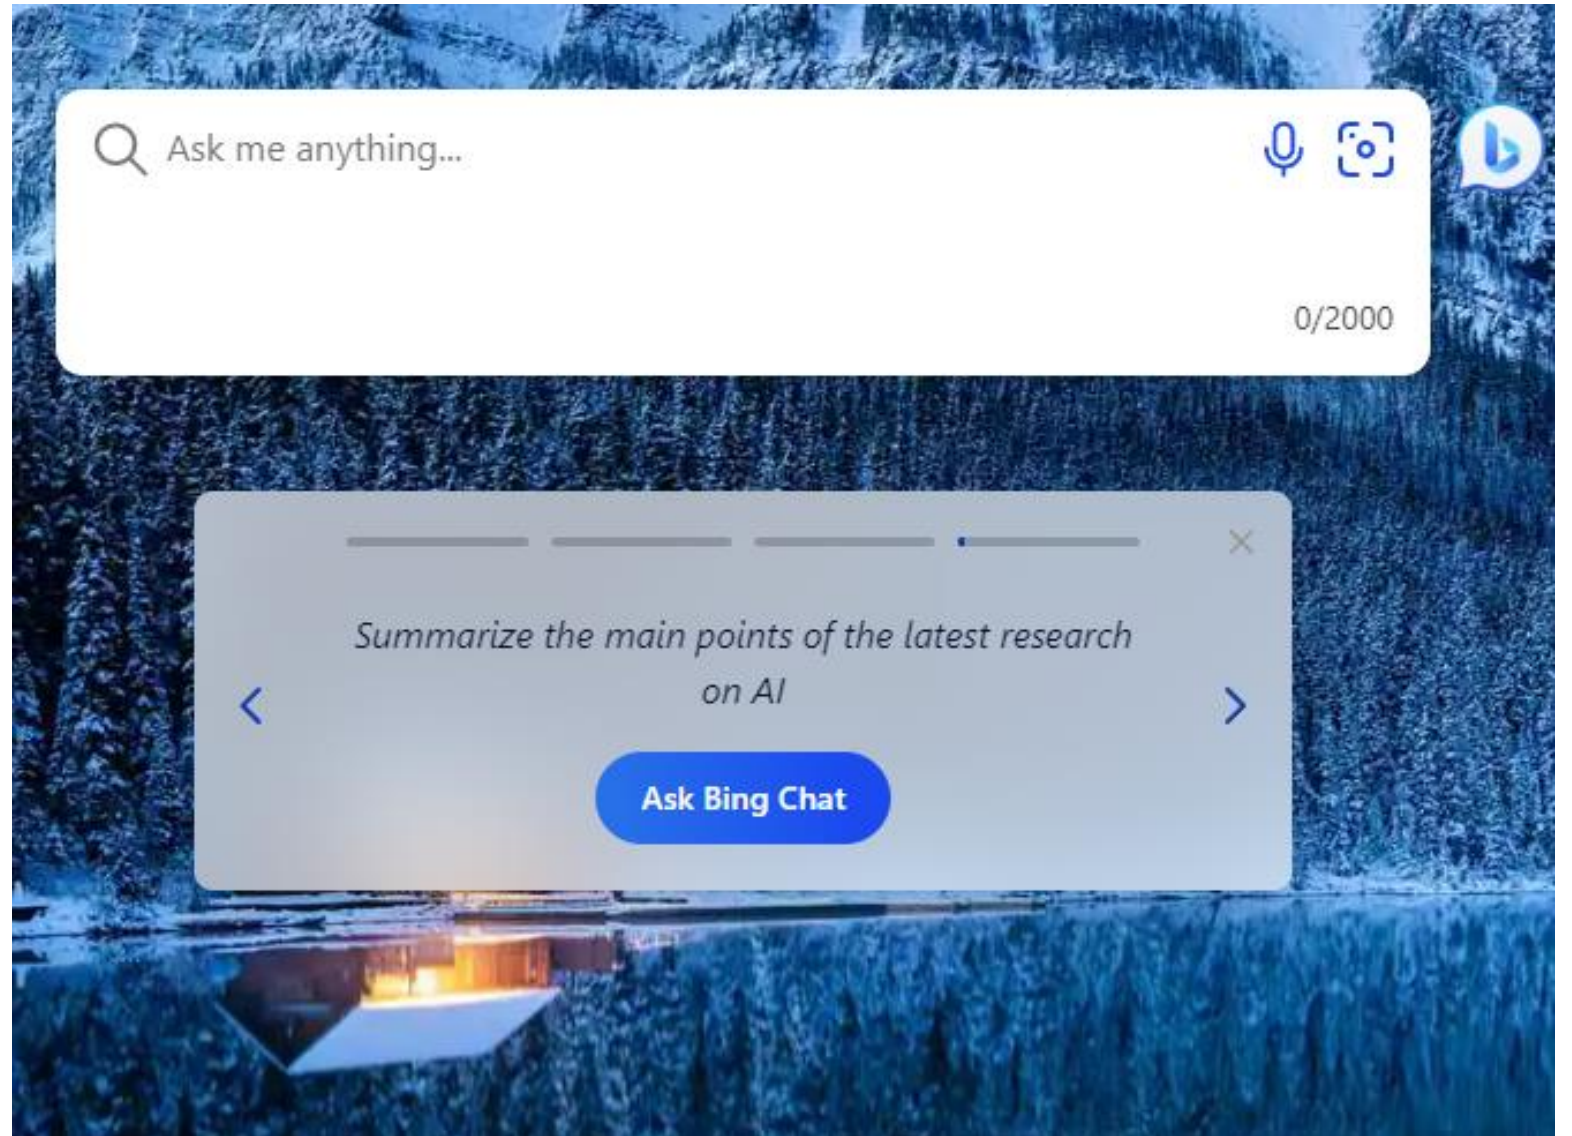 Ask me anything...
0/2000
Summarize the main points of the latest research
on AI
Ask Bing Chat